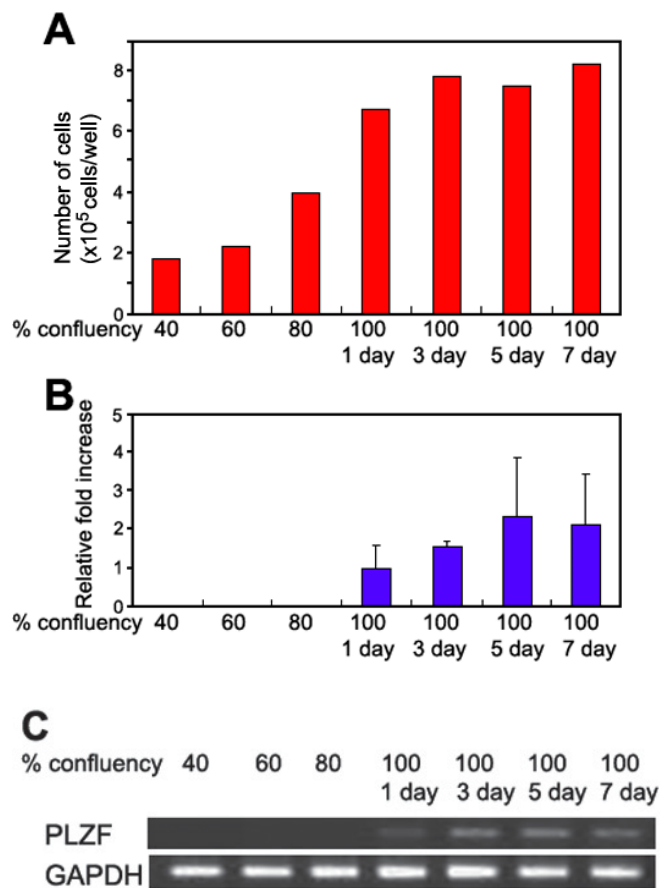 A
Number of cells
(x10⁵ cells/well)
8
6
4
2
0
% confluency 40 60 80 100 100 100 100
1 day 3 day 5 day 7 day
B
Relative fold increase
5
4
3
2
1
0
% confluency 40 60 80 100 100 100 100
1 day 3 day 5 day 7 day
C
% confluency 40 60 80 100 100 100 100
1 day 3 day 5 day 7 day
PLZF
GAPDH